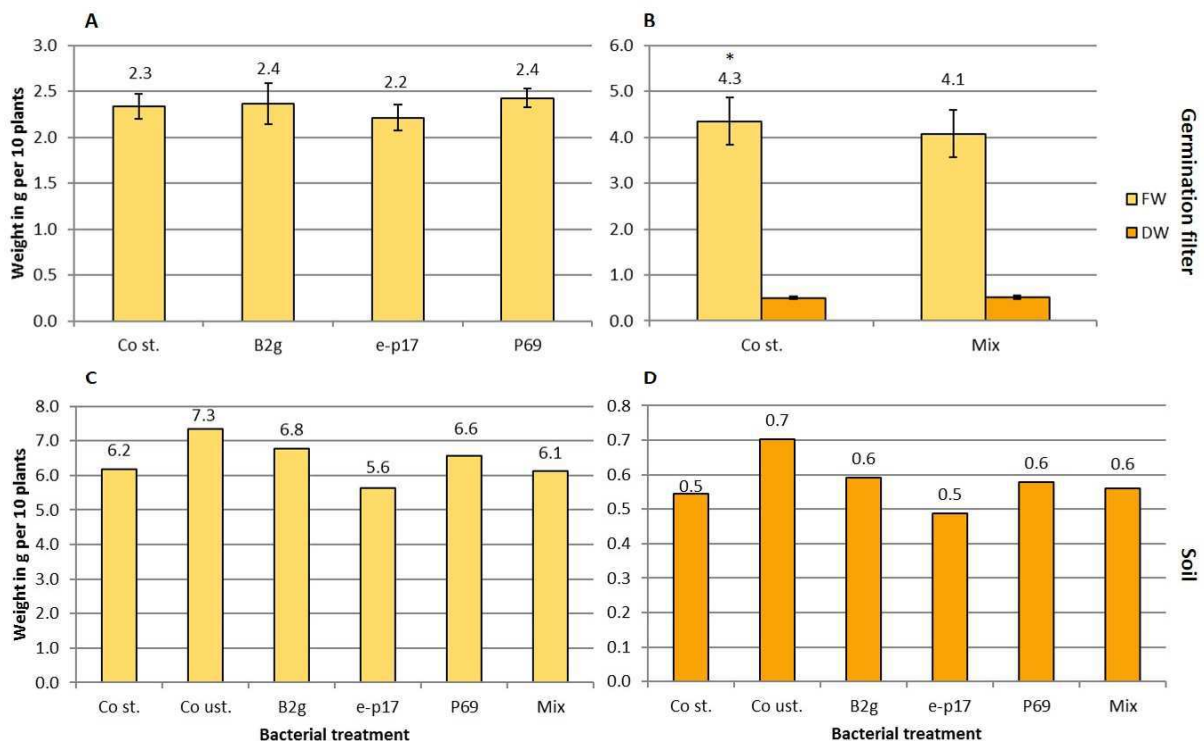 A
B
Weight in g per 10 plants
3.0
2.5
2.0
1.5
1.0
0.5
0.0
2.3
2.4
2.2
2.4
Co st.
B2g
e-p17
P69
6.0
5.0
4.0
3.0
2.0
1.0
0.0
*
4.3
4.1
Co st.
Mix
FW
DW
Germination filter
C
D
Weight in g per 10 plants
8.0
7.0
6.0
5.0
4.0
3.0
2.0
1.0
0.0
6.2
7.3
6.8
5.6
6.6
6.1
Co st.
Co ust.
B2g
e-p17
P69
Mix
Bacterial treatment
0.8
0.7
0.6
0.5
0.4
0.3
0.2
0.1
0.0
0.5
0.7
0.6
0.5
0.6
0.6
Co st.
Co ust.
B2g
e-p17
P69
Mix
Bacterial treatment
Soil